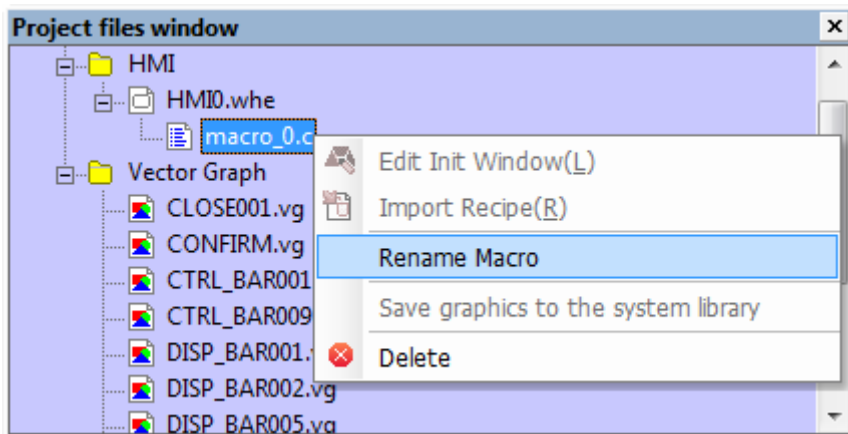 Project files window
HMI
HMI0.whe
macro_0.c
Edit Init Window(L)
Vector Graph
CLOSE001.vg
Import Recipe(R)
CONFIRM.vg
Rename Macro
CTRL_BAR001
CTRL_BAR009
Save graphics to the system library
DISP_BAR001.
Delete
DISP_BAR002.vg
DISP_BAR005.vg